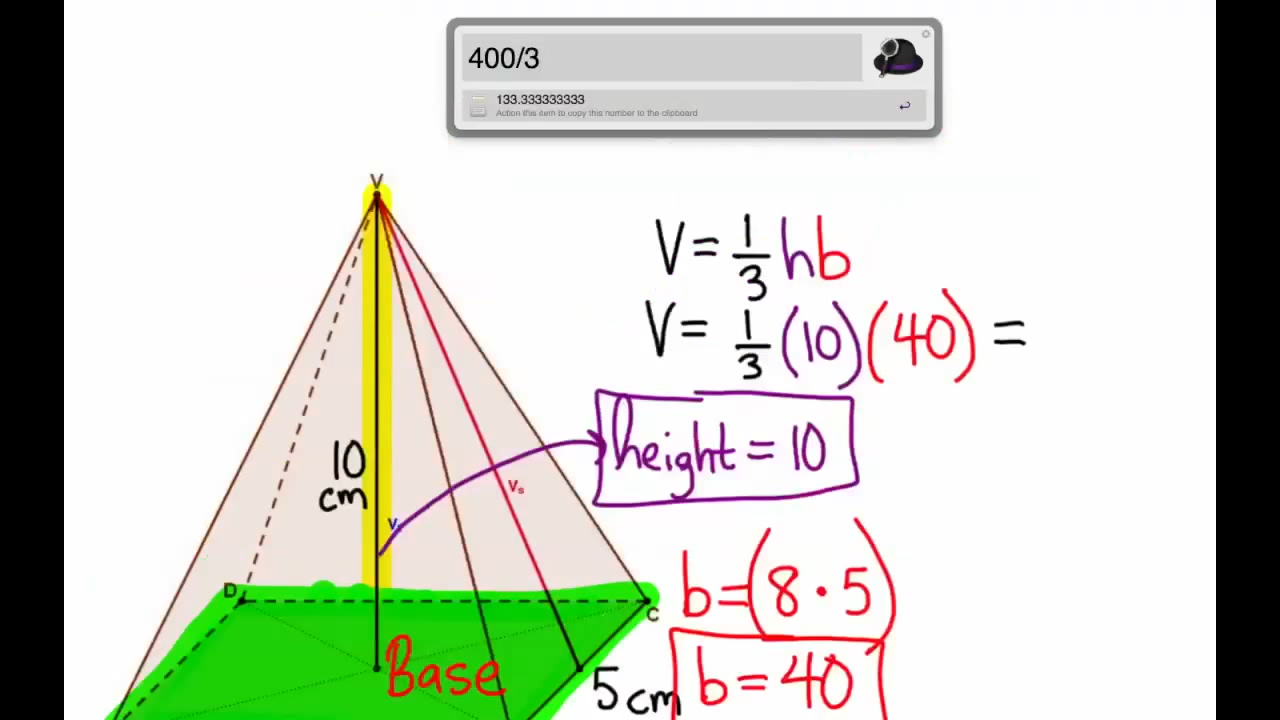 400/3
133.333333333
Action this item to copy this number to the clipboard
V
V = 1/3 hb
V = 1/3 (10)(40) =
10
cm
height = 10
Vs
V
D
C
b = (8 · 5)
Base
5 cm
b = 40